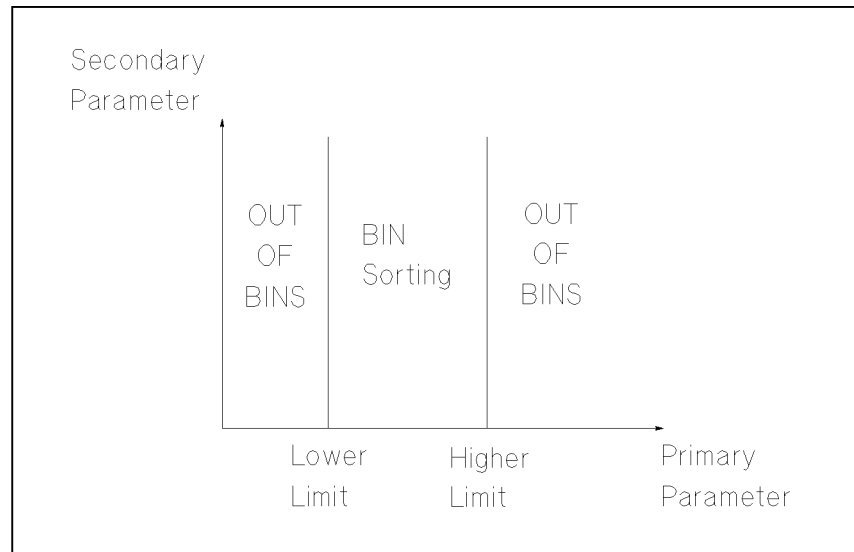 Secondary
Parameter
OUT
OF
BINS
BIN
Sorting
OUT
OF
BINS
Lower
Limit
Higher
Limit
Primary
Parameter